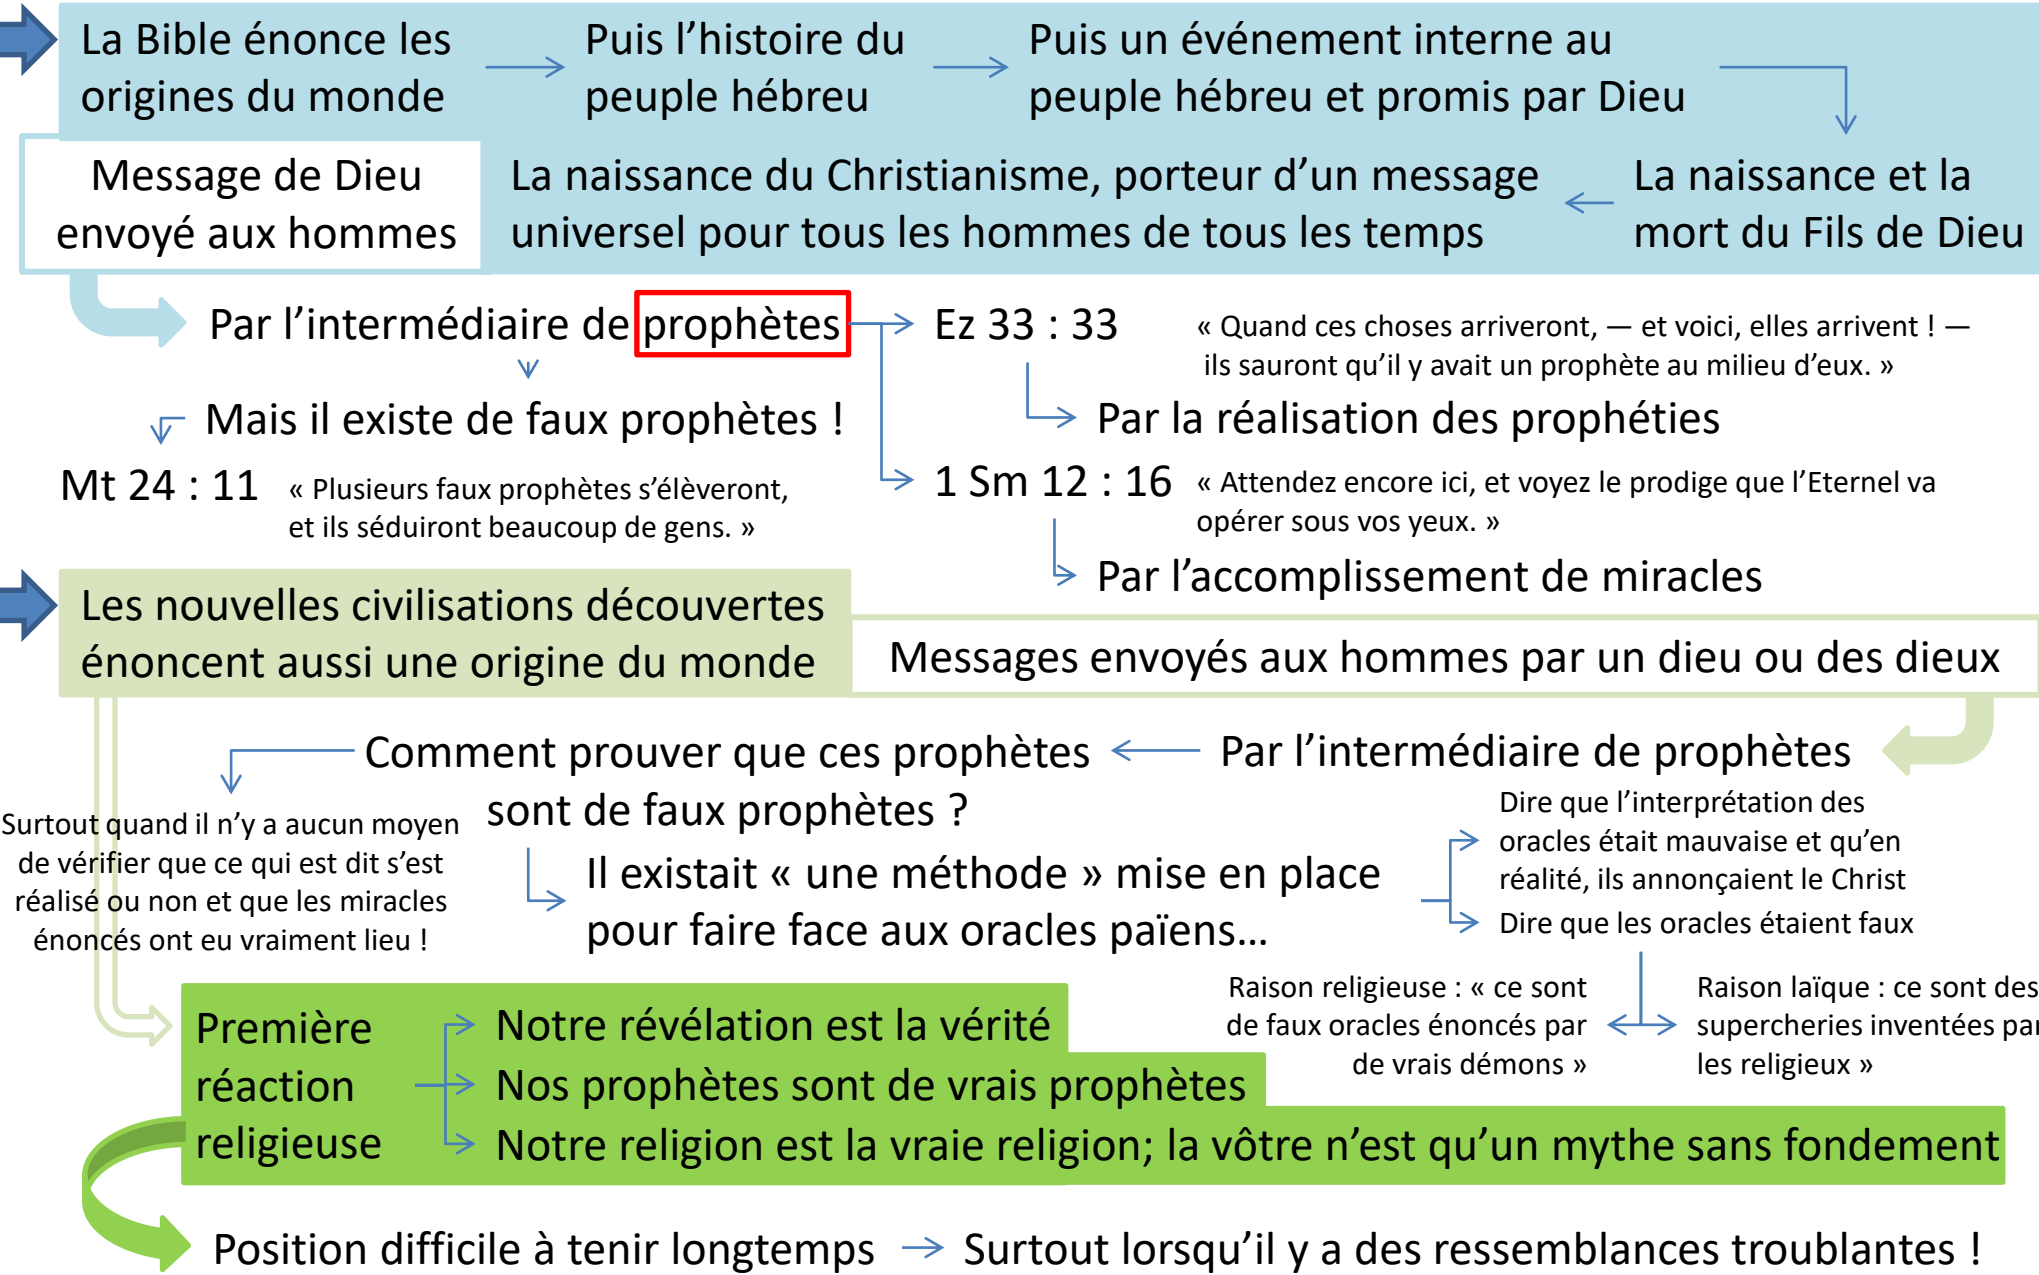 La Bible énonce les
origines du monde
Puis l’histoire du
peuple hébreu
Puis un événement interne au
peuple hébreu et promis par Dieu
La naissance et la
mort du Fils de Dieu
La naissance du Christianisme, porteur d’un message
universel pour tous les hommes de tous les temps
Message de Dieu
envoyé aux hommes
Par l’intermédiaire de prophètes
Ez 33 : 33
« Quand ces choses arriveront, — et voici, elles arrivent ! —
ils sauront qu’il y avait un prophète au milieu d’eux. »
Par la réalisation des prophéties
Mais il existe de faux prophètes !
Mt 24 : 11
« Plusieurs faux prophètes s’élèveront,
et ils séduiront beaucoup de gens. »
1 Sm 12 : 16
« Attendez encore ici, et voyez le prodige que l’Eternel va
opérer sous vos yeux. »
Par l’accomplissement de miracles
Les nouvelles civilisations découvertes
énoncent aussi une origine du monde
Messages envoyés aux hommes par un dieu ou des dieux
Par l’intermédiaire de prophètes
Comment prouver que ces prophètes
sont de faux prophètes ?
Surtout quand il n’y a aucun moyen
de vérifier que ce qui est dit s’est
réalisé ou non et que les miracles
énoncés ont eu vraiment lieu !
Il existait « une méthode » mise en place
pour faire face aux oracles païens…
Dire que l’interprétation des
oracles était mauvaise et qu’en
réalité, ils annonçaient le Christ
Dire que les oracles étaient faux
Raison religieuse : « ce sont
de faux oracles énoncés par
de vrais démons »
Raison laïque : ce sont des
supercheries inventées par
les religieux »
Première
réaction
religieuse
Notre révélation est la vérité
Nos prophètes sont de vrais prophètes
Notre religion est la vraie religion; la vôtre n’est qu’un mythe sans fondement
Position difficile à tenir longtemps
Surtout lorsqu’il y a des ressemblances troublantes !